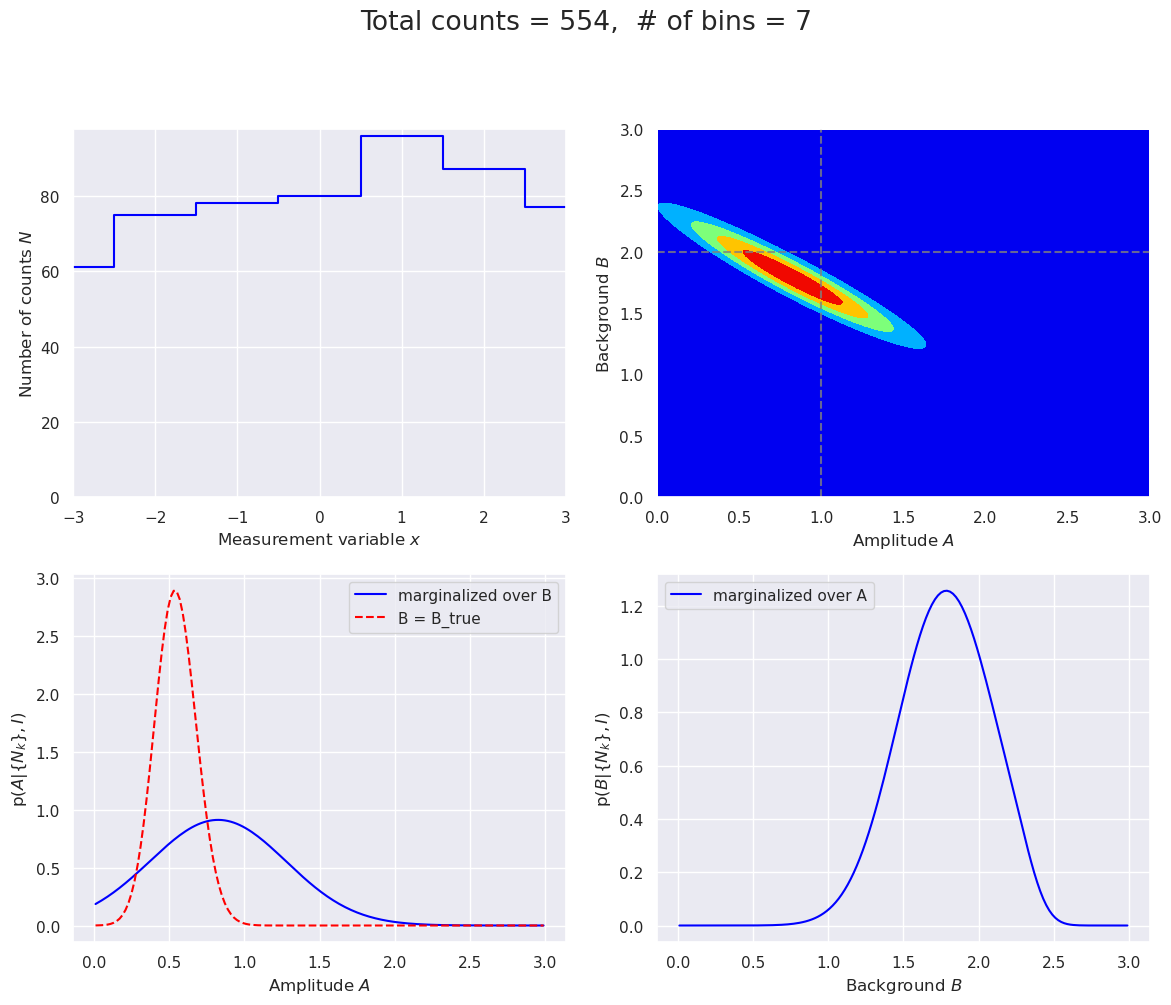 Total counts = 554,  # of bins = 7
80
60
40
20
0
Number of counts N
−3 −2 −1 0 1 2 3
Measurement variable x
3.0
2.5
2.0
1.5
1.0
0.5
0.0
Background B
0.0 0.5 1.0 1.5 2.0 2.5 3.0
Amplitude A
3.0
2.5
2.0
1.5
1.0
0.5
0.0
p(A|{N_k}, I)
marginalized over B
B = B_true
0.0 0.5 1.0 1.5 2.0 2.5 3.0
Amplitude A
1.2
1.0
0.8
0.6
0.4
0.2
0.0
p(B|{N_k}, I)
marginalized over A
0.0 0.5 1.0 1.5 2.0 2.5 3.0
Background B